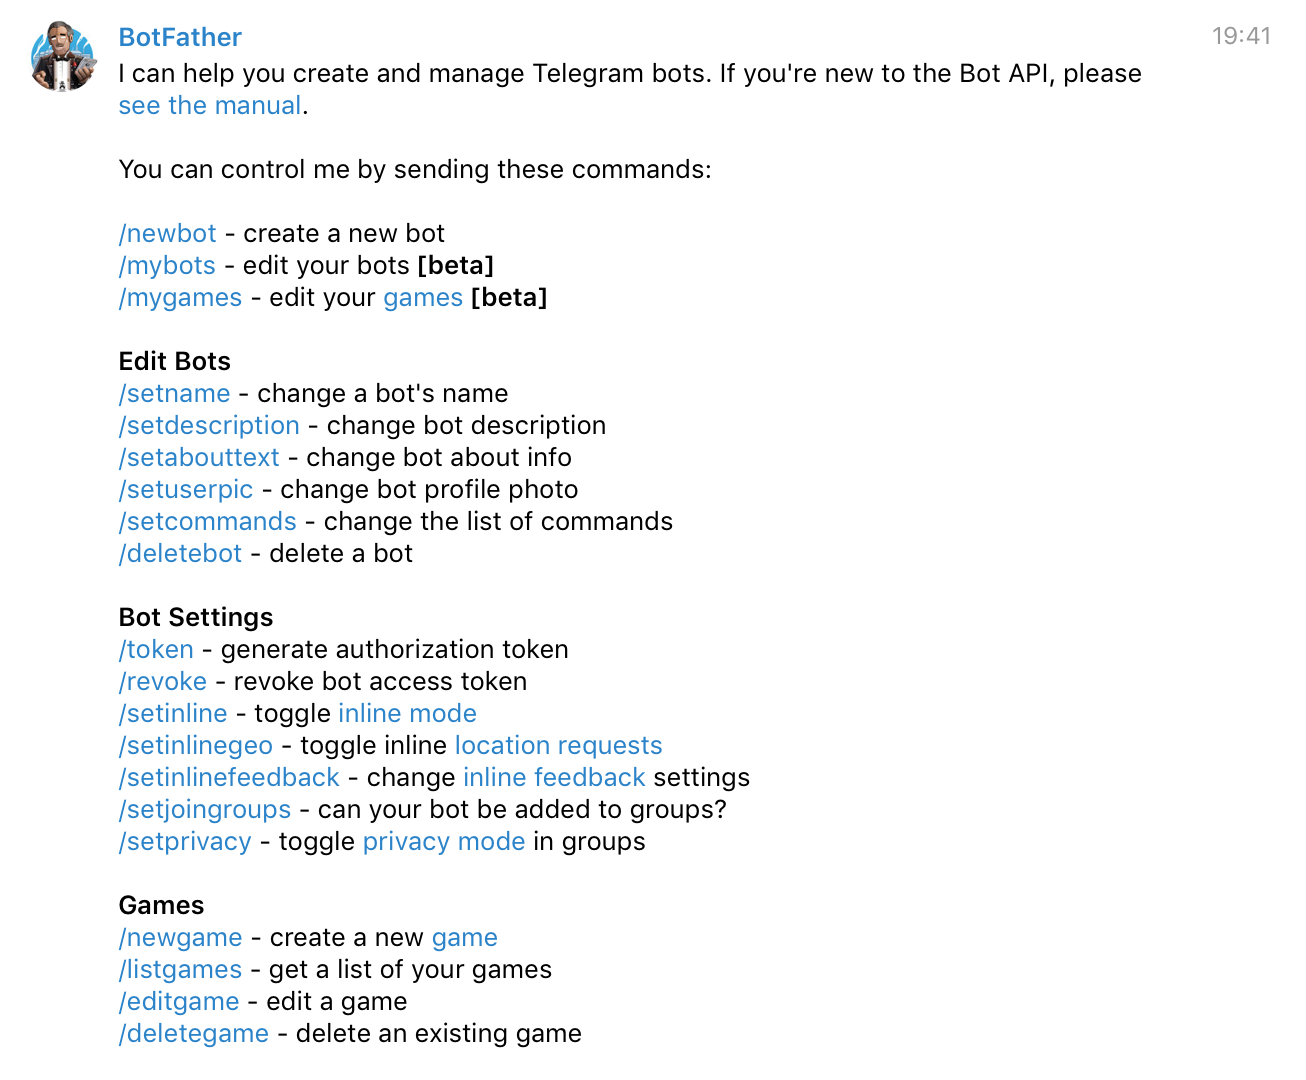 BotFather
19:41
I can help you create and manage Telegram bots. If you're new to the Bot API, please
see the manual.
You can control me by sending these commands:
/newbot - create a new bot
/mybots - edit your bots [beta]
/mygames - edit your games [beta]
Edit Bots
/setname - change a bot's name
/setdescription - change bot description
/setabouttext - change bot about info
/setuserpic - change bot profile photo
/setcommands - change the list of commands
/deletebot - delete a bot
Bot Settings
/token - generate authorization token
/revoke - revoke bot access token
/setinline - toggle inline mode
/setinlinegeo - toggle inline location requests
/setinlinefeedback - change inline feedback settings
/setjoingroups - can your bot be added to groups?
/setprivacy - toggle privacy mode in groups
Games
/newgame - create a new game
/listgames - get a list of your games
/editgame - edit a game
/deletegame - delete an existing game